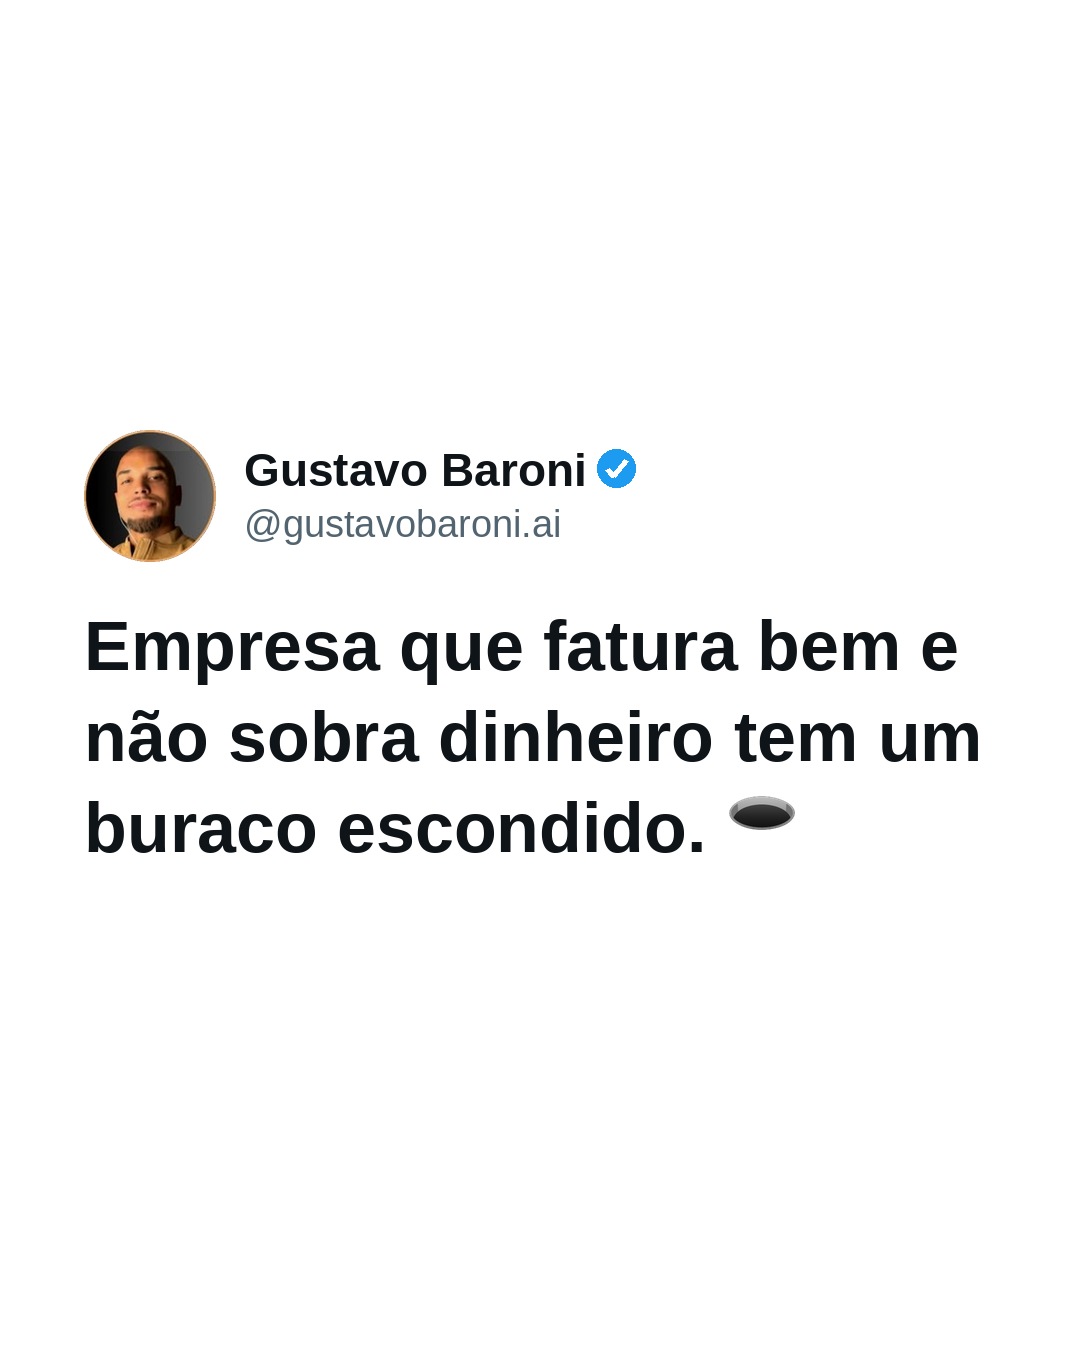 Gustavo Baroni
@gustavobaroni.ai
Empresa que fatura bem e
não sobra dinheiro tem um
buraco escondido. 🕳️